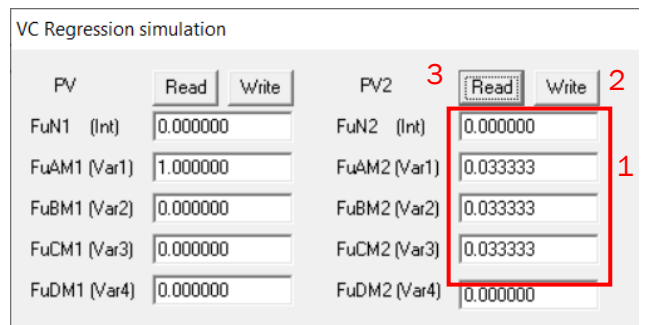 VC Regression simulation
PV Read Write PV2 3 Read Write 2
FuN1 (Int) 0.000000 FuN2 (Int) 0.000000
FuAM1 (Var1) 1.000000 FuAM2 (Var1) 0.033333 1
FuBM1 (Var2) 0.000000 FuBM2 (Var2) 0.033333
FuCM1 (Var3) 0.000000 FuCM2 (Var3) 0.033333
FuDM1 (Var4) 0.000000 FuDM2 (Var4) 0.000000